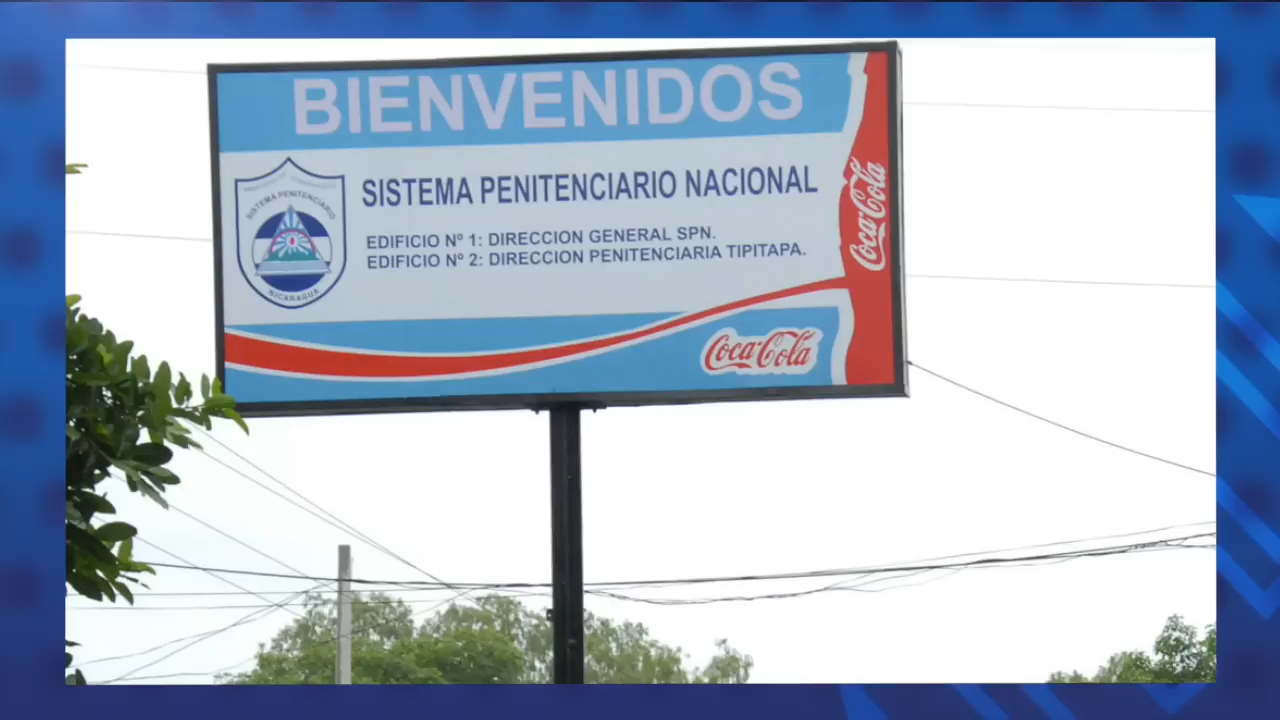 BIENVENIDOS
SISTEMA PENITENCIARIO
NICARAGUA
SISTEMA PENITENCIARIO NACIONAL
EDIFICIO Nº 1: DIRECCION GENERAL SPN.
EDIFICIO Nº 2: DIRECCION PENITENCIARIA TIPITAPA.
Coca-Cola
Coca-Cola